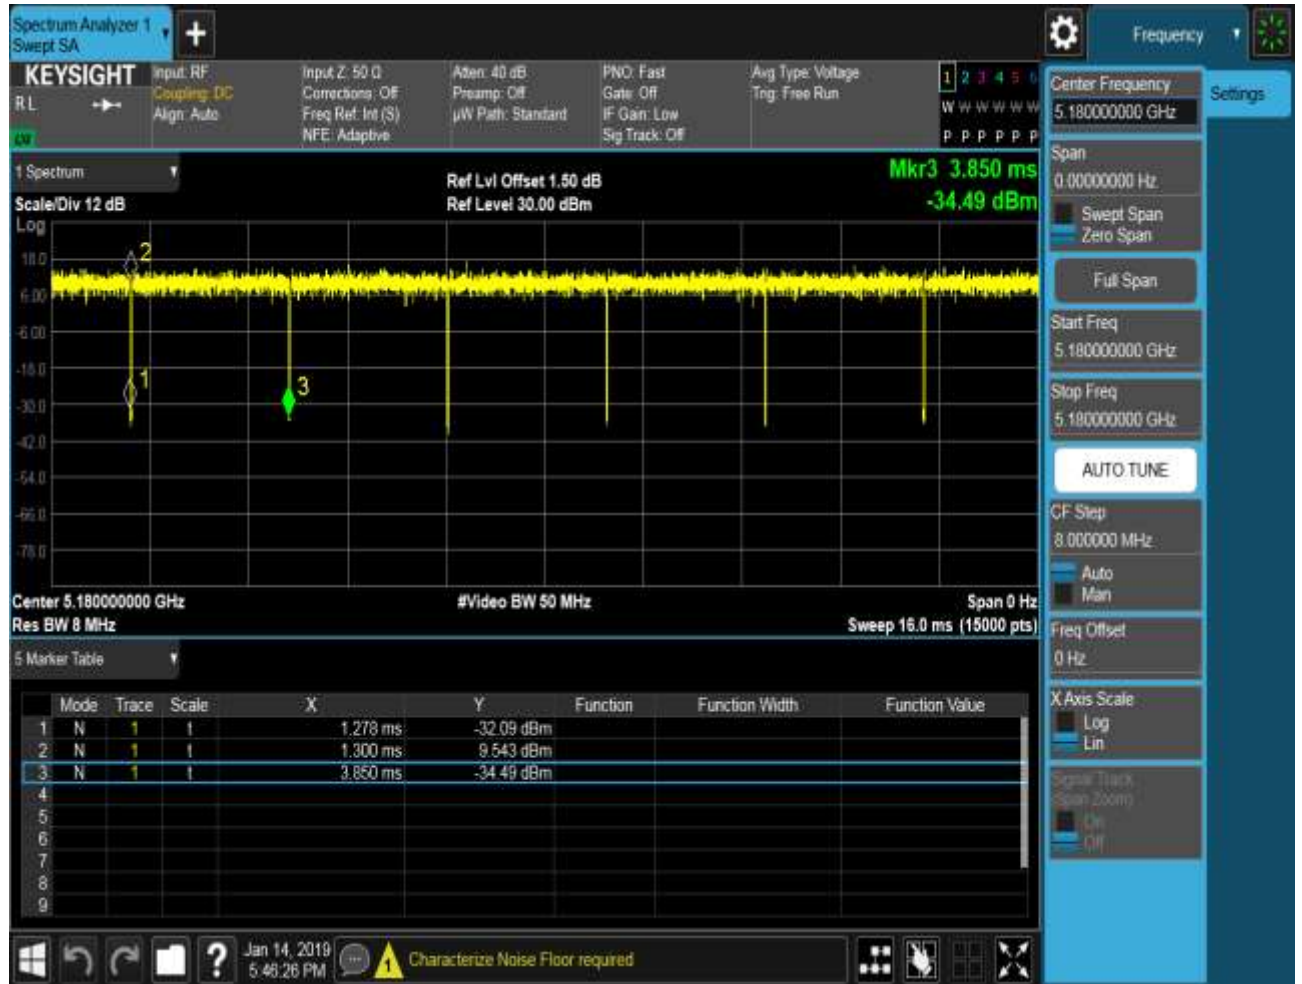 Spectrum Analyzer 1
Swept SA
Frequency
KEYSIGHT
RL
Input: RF
Coupling: DC
Align: Auto
Input Z: 50 Ω
Corrections: Off
Freq Ref: Int (S)
NFE: Adaptive
Atten: 40 dB
Preamp: Off
µW Path: Standard
PNO: Fast
Gate: Off
IF Gain: Low
Sig Track: Off
Avg Type: Voltage
Trig: Free Run
1 2 3 4 5 6
W W W W W W
P P P P P P
1 Spectrum
Scale/Div 12 dB
Ref Lvl Offset 1.50 dB
Ref Level 30.00 dBm
Mkr3 3.850 ms
-34.49 dBm
Log
18.0
6.00
-6.00
-18.0
-30.0
-42.0
-54.0
-66.0
-78.0
2
1
3
Center 5.180000000 GHz
#Video BW 50 MHz
Span 0 Hz
Res BW 8 MHz
Sweep 16.0 ms (15000 pts)
5 Marker Table
Mode Trace Scale X Y Function Function Width Function Value
1 N 1 t 1.278 ms -32.09 dBm
2 N 1 t 1.300 ms 9.543 dBm
3 N 1 t 3.850 ms -34.49 dBm
4
5
6
7
8
9
Jan 14, 2019
5:46:26 PM
Characterize Noise Floor required
Center Frequency
5.180000000 GHz
Settings
Span
0.00000000 Hz
Swept Span
Zero Span
Full Span
Start Freq
5.180000000 GHz
Stop Freq
5.180000000 GHz
AUTO TUNE
CF Step
8.000000 MHz
Auto
Man
Freq Offset
0 Hz
X Axis Scale
Log
Lin
Signal Track
(Span Zoom)
On
Off